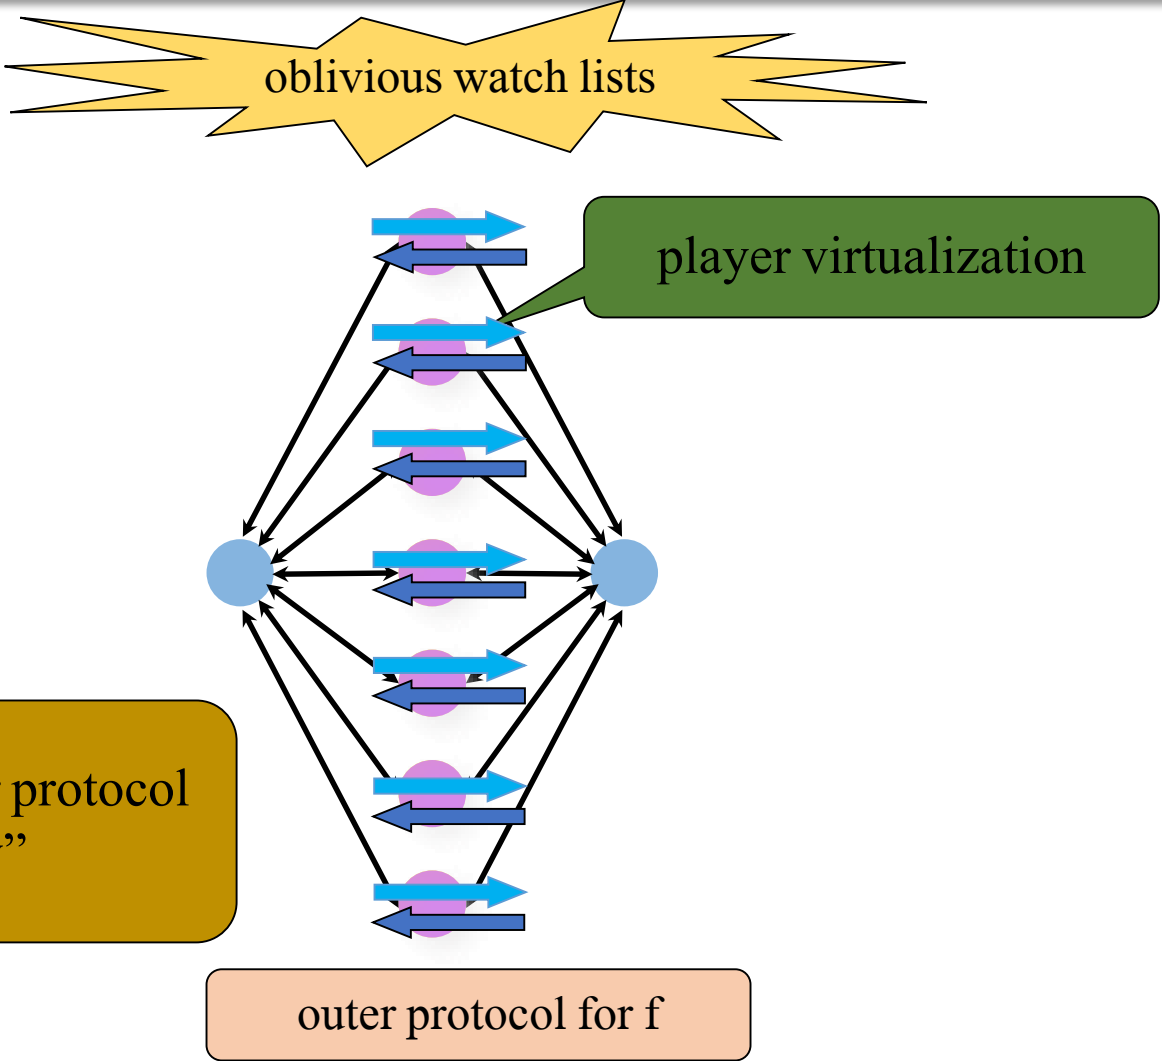 oblivious watch lists
player virtualization
protocol
”
outer protocol for f